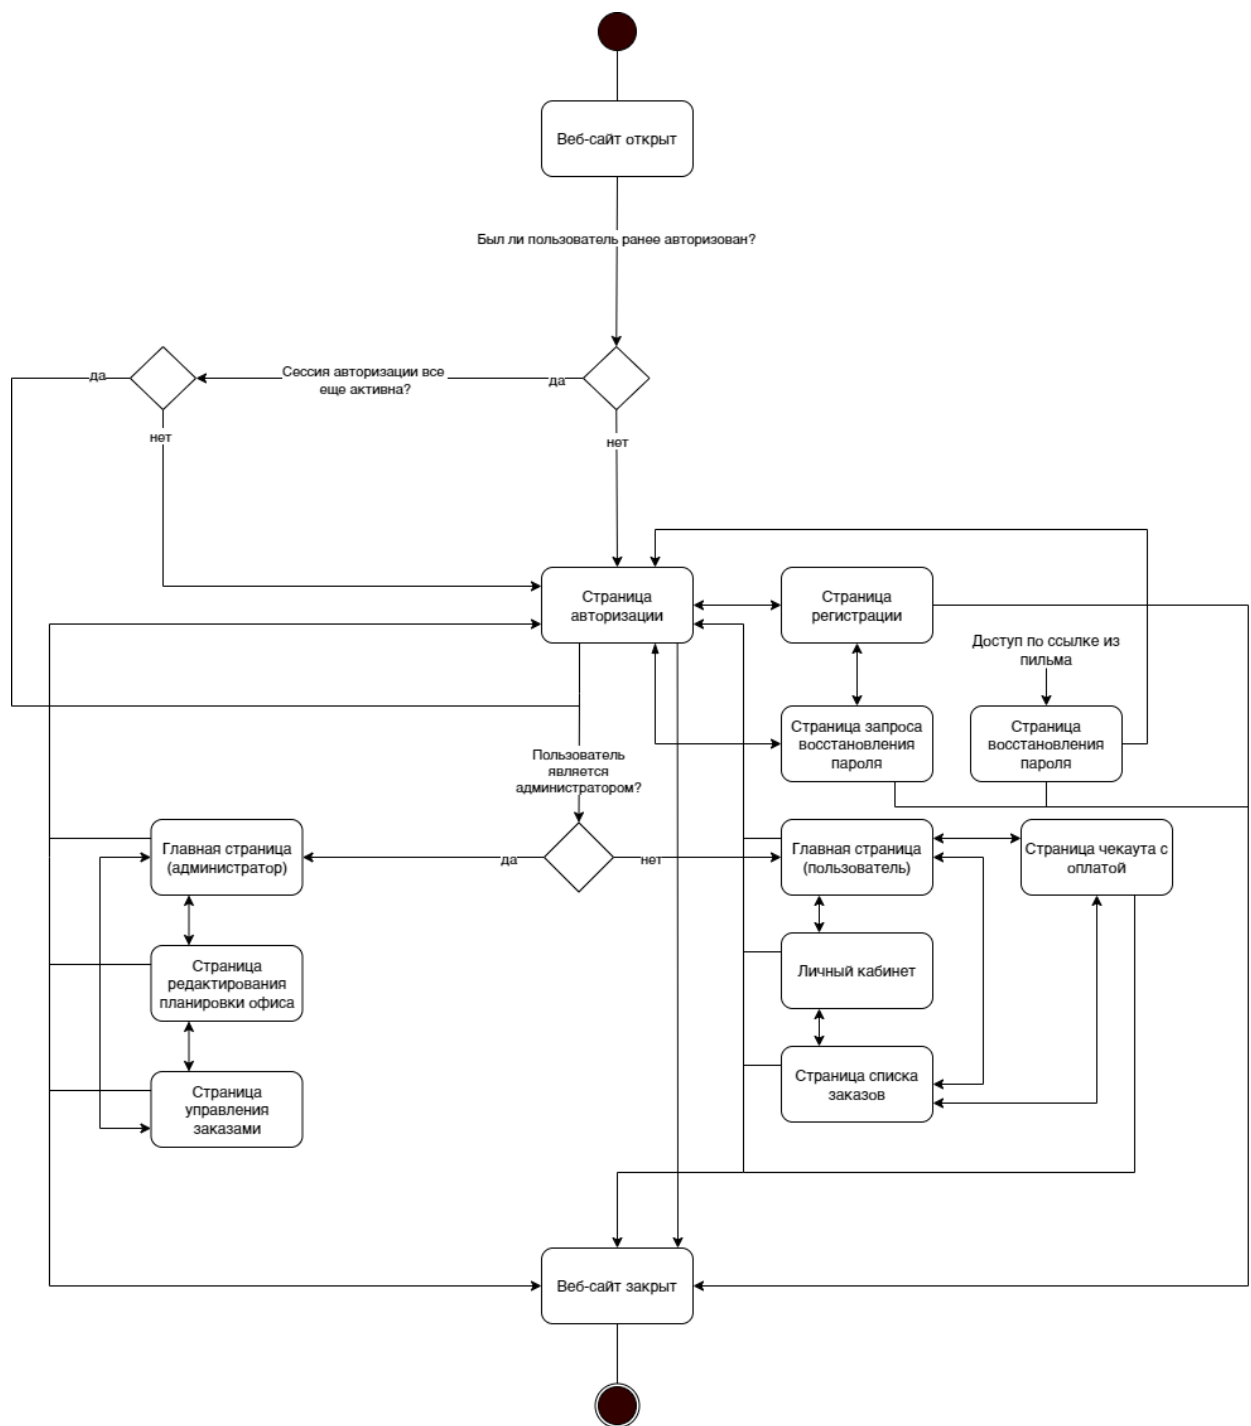 Веб-сайт открыт
Был ли пользователь ранее авторизован?
да
Сессия авторизации все
еще активна?
да
нет
нет
Страница
авторизации
Страница
регистрации
Доступ по ссылке из
пильма
Страница запроса
восстановления
пароля
Страница
восстановления
пароля
Пользователь
является
администратором?
Главная страница
(администратор)
да
нет
Главная страница
(пользователь)
Страница чекаута с
оплатой
Страница
редактирования
планировки офиса
Личный кабинет
Страница
управления
заказами
Страница списка
заказов
Веб-сайт закрыт